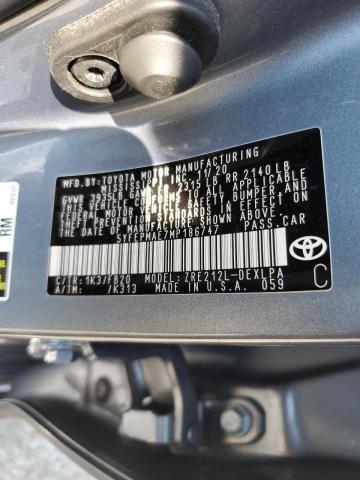 MFD.BY:TOYOTA MOTOR MANUFACTURING
MISSISSIPPI, INC. 11/20
GVWR 3935LB GAWR FR 2315 LB RR 2140 LB
THIS VEHICLE CONFORMS TO ALL APPLICABLE
FEDERAL MOTOR VEHICLE SAFETY, BUMPER, AND THEFT
PREVENTION STANDARDS IN EFFECT ON THE DATE OF
MANUFACTURE SHOWN ABOVE.
5YFEPMAE7MP186747 PASS.CAR
C/TR: 1K3/FB20 MODEL: ZRE212L-DEXLPA
A/TM: /K313 MADE IN U.S.A. 059
C
RM